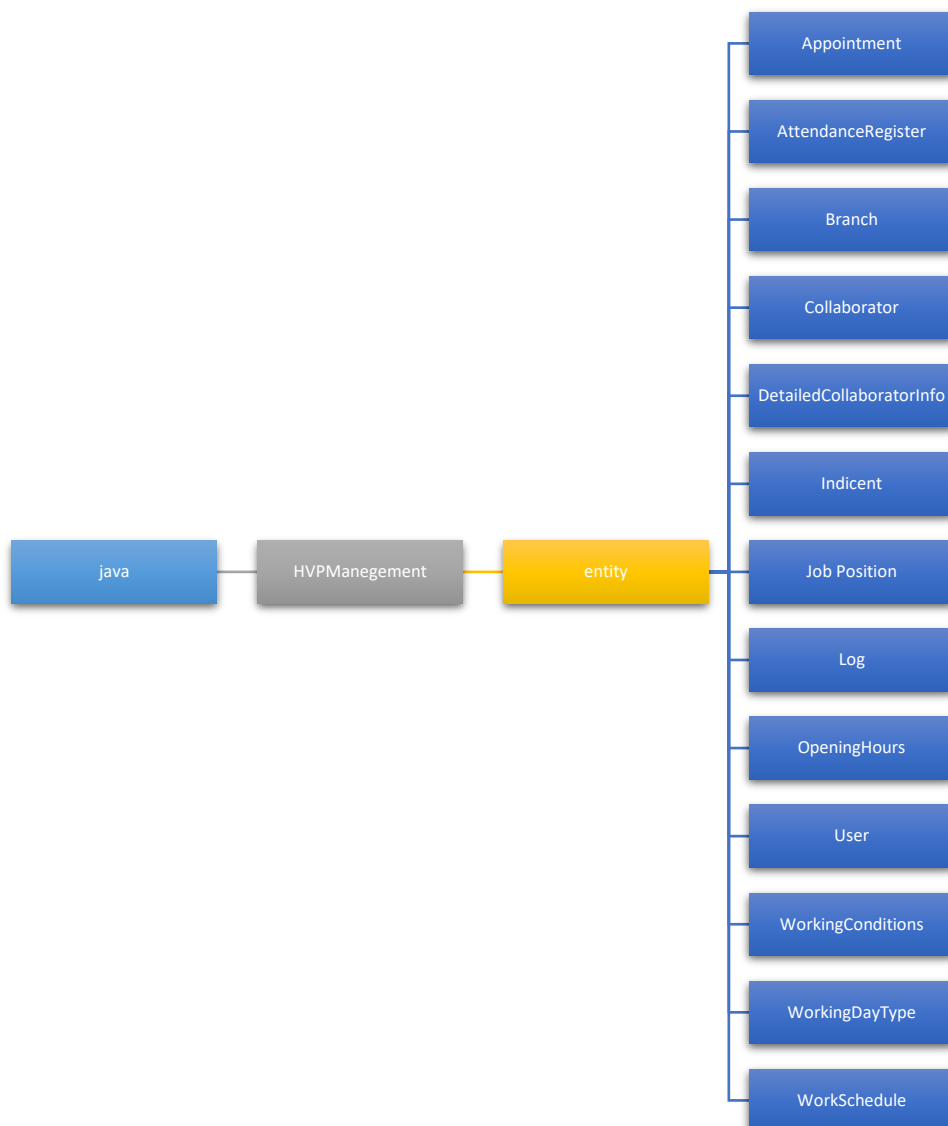 Appointment
AttendanceRegister
Branch
Collaborator
DetailedCollaboratorInfo
Indicent
java
HVPManegement
entity
Job Position
Log
OpeningHours
User
WorkingConditions
WorkingDayType
WorkSchedule